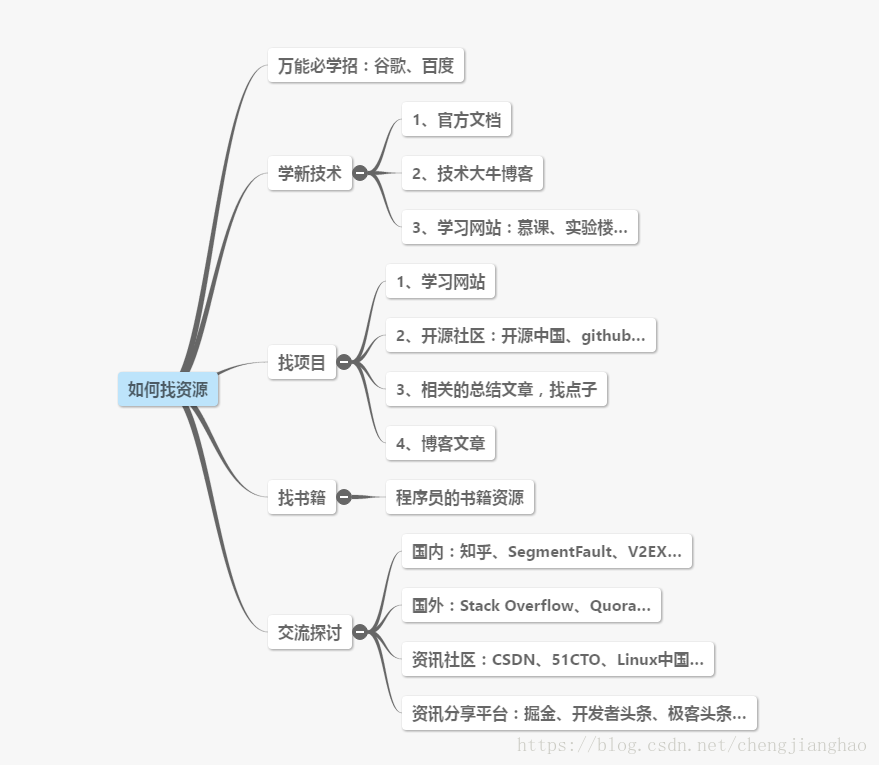 万能必学招：谷歌、百度
1、官方文档
学新技术
2、技术大牛博客
3、学习网站：慕课、实验楼...
1、学习网站
2、开源社区：开源中国、github...
找项目
如何找资源
3、相关的总结文章，找点子
4、博客文章
找书籍
程序员的书籍资源
国内：知乎、SegmentFault、V2EX...
国外：Stack Overflow、Quora...
交流探讨
资讯社区：CSDN、51CTO、Linux中国...
资讯分享平台：掘金、开发者头条、极客头条...
https://blog.csdn.net/chengjianghao